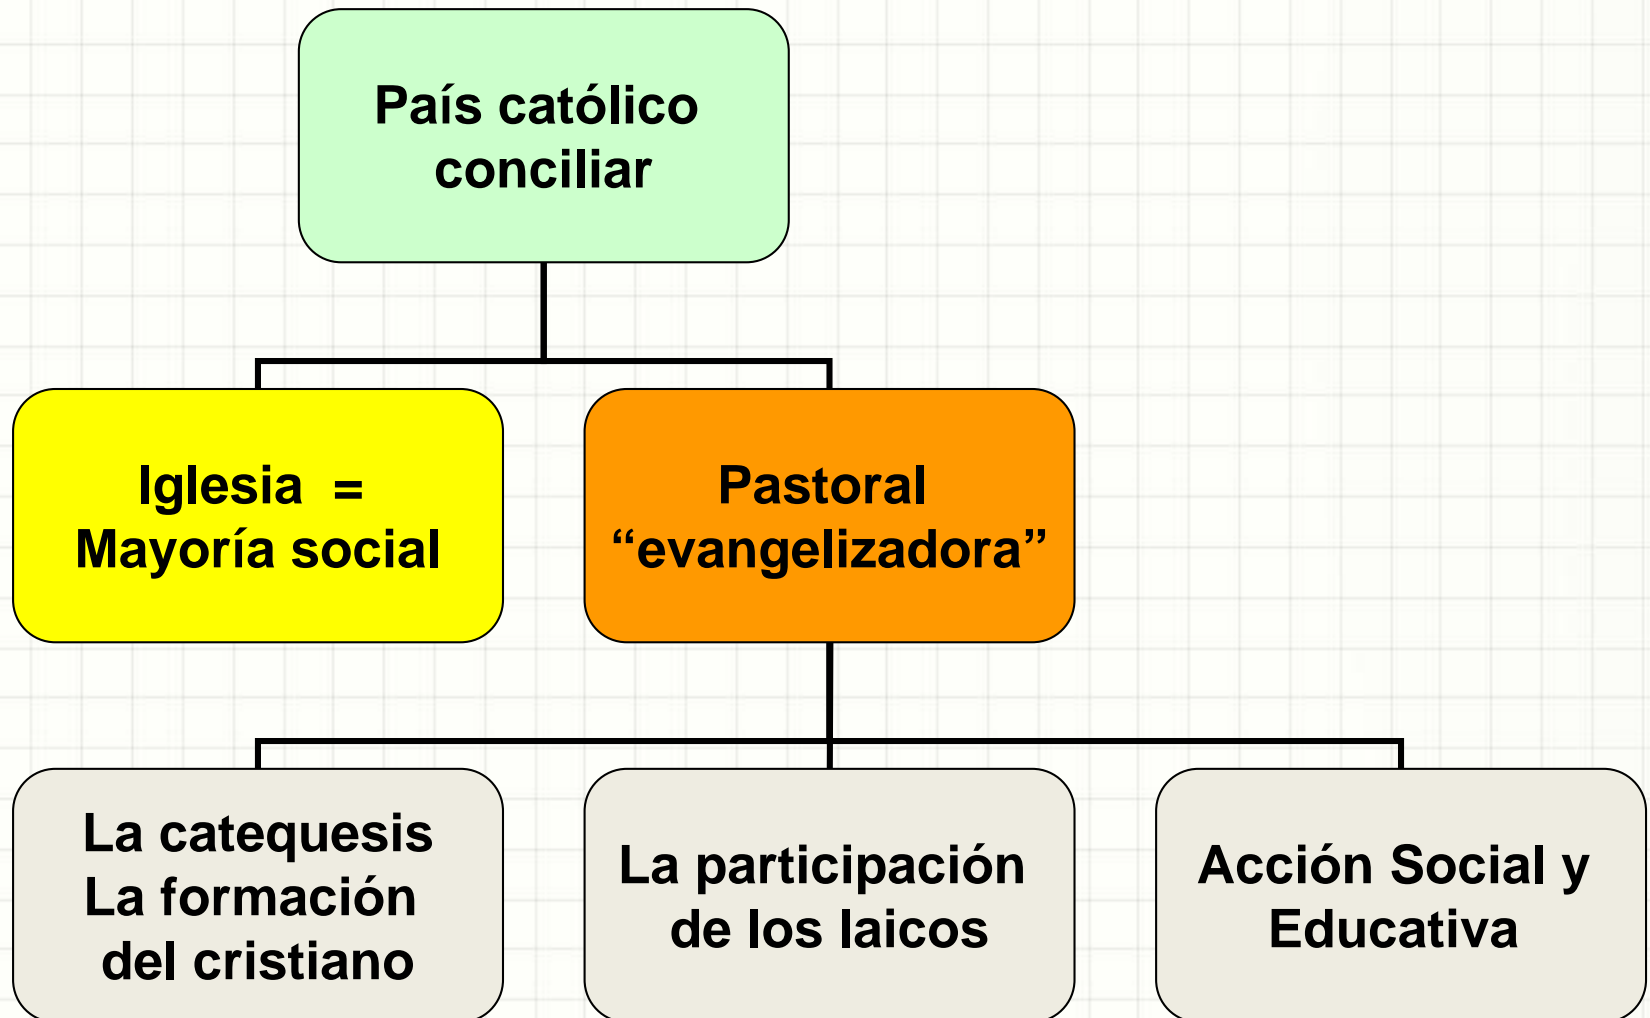 País católico
conciliar
Iglesia  =
Mayoría social
Pastoral
“evangelizadora”
La catequesis
La formación
del cristiano
La participación
de los laicos
Acción Social y
Educativa